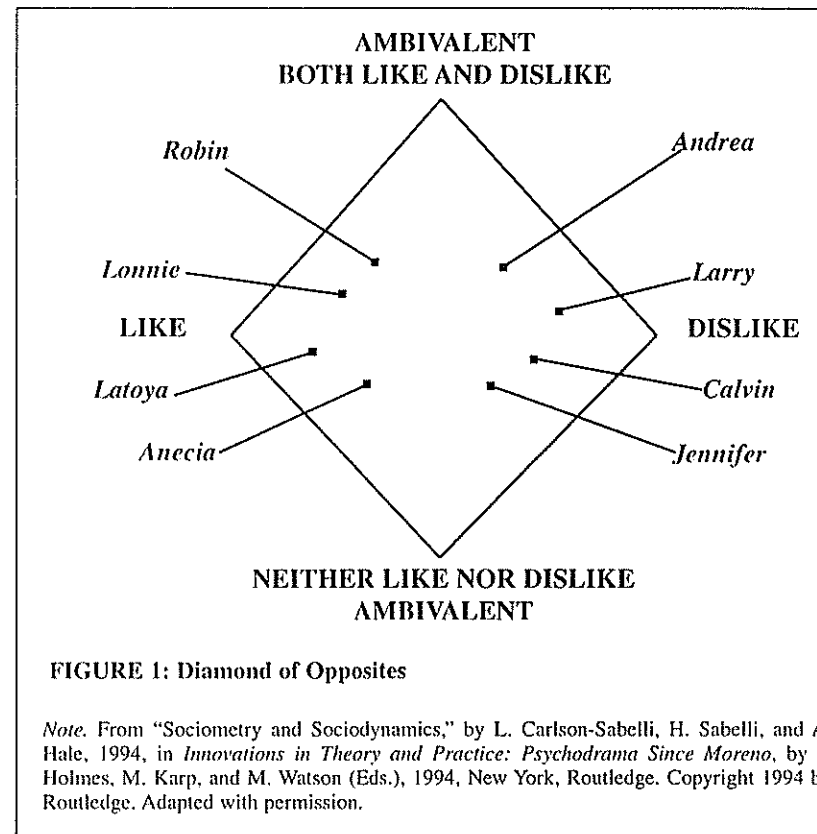 AMBIVALENT
BOTH LIKE AND DISLIKE
Robin
Andrea
Lonnie
Larry
LIKE
DISLIKE
Latoya
Calvin
Anecia
Jennifer
NEITHER LIKE NOR DISLIKE
AMBIVALENT
FIGURE 1: Diamond of Opposites
Note. From “Sociometry and Sociodynamics,” by L. Carlson-Sabelli, H. Sabelli, and
Hale, 1994, in Innovations in Theory and Practice: Psychodrama Since Moreno, by
Holmes, M. Karp, and M. Watson (Eds.), 1994, New York, Routledge. Copyright 1994
Routledge. Adapted with permission.